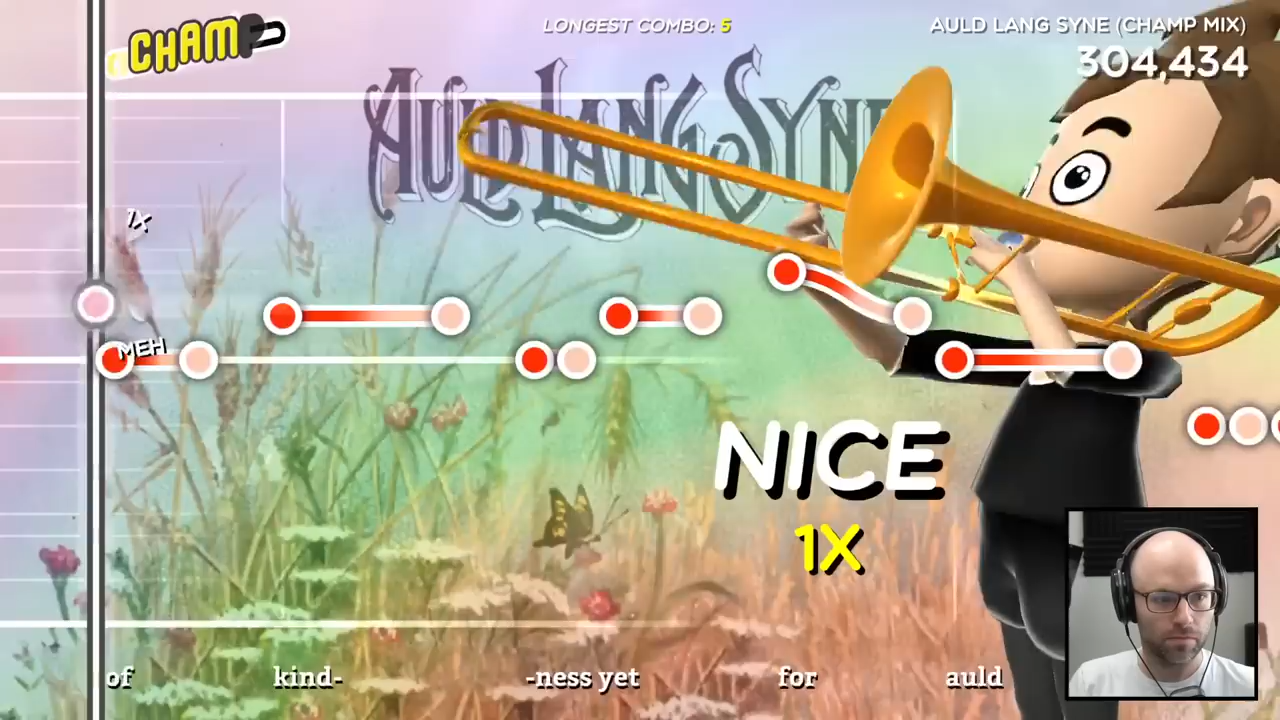 CHAMP
LONGEST COMBO: 5
AULD LANG SYNE (CHAMP MIX)
304,434
AULD LANG SYNE
1X
MEH
NICE
1X
of kind- -ness yet for auld